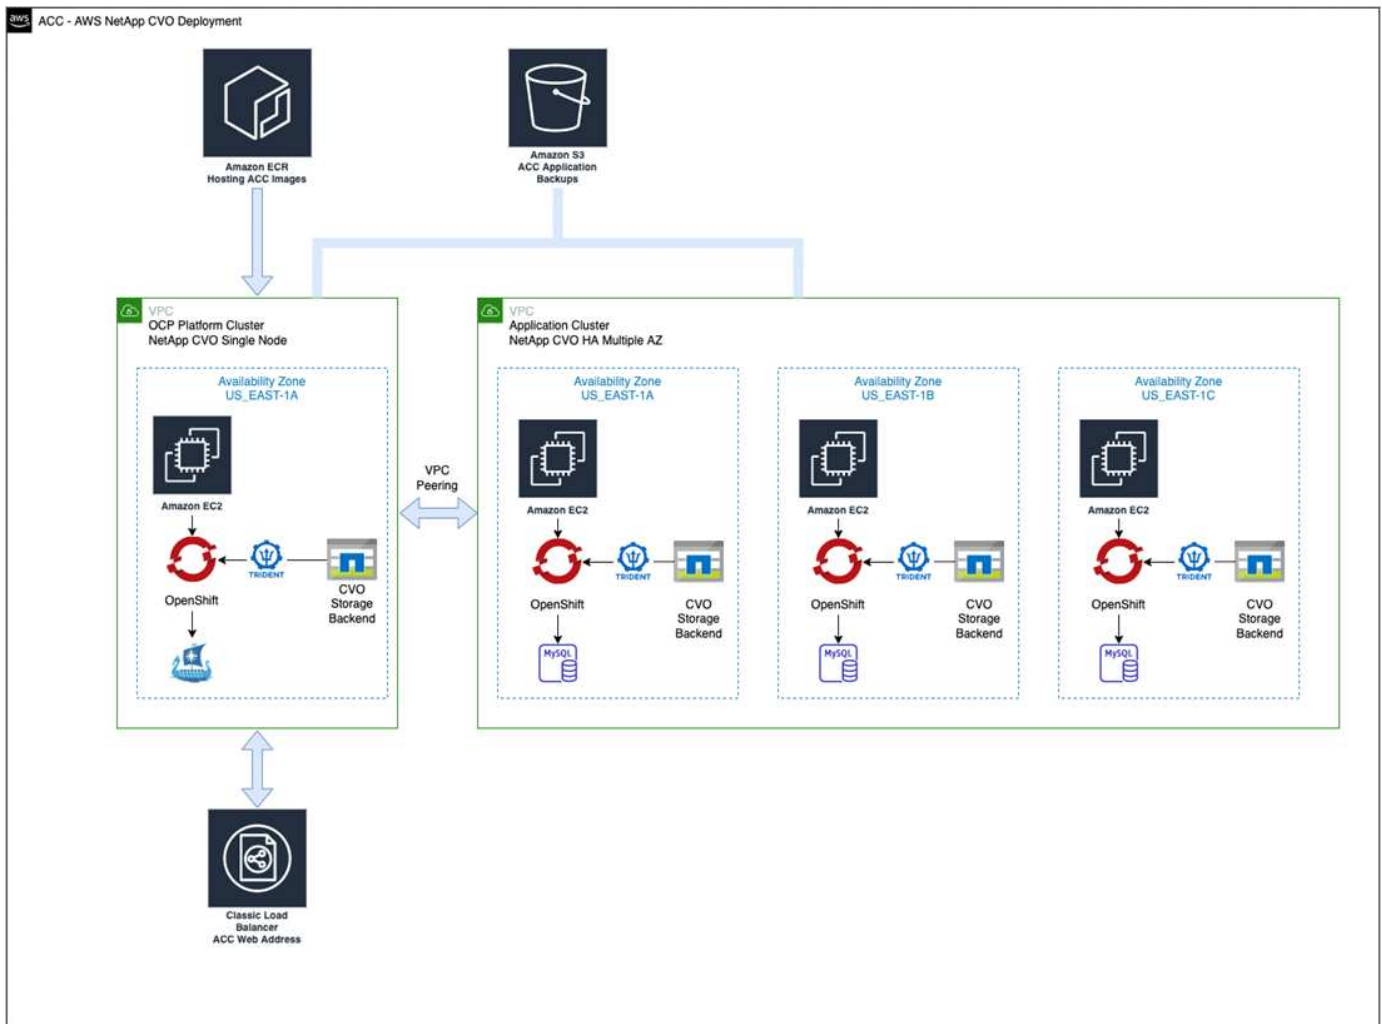 aws
ACC - AWS NetApp CVO Deployment
Amazon ECR
Hosting ACC Images
Amazon S3
ACC Application
Backups
VPC
OCP Platform Cluster
NetApp CVO Single Node
Availability Zone
US_EAST-1A
Amazon EC2
TRIDENT
OpenShift
CVO
Storage
Backend
VPC
Peering
VPC
Application Cluster
NetApp CVO HA Multiple AZ
Availability Zone
US_EAST-1A
Amazon EC2
TRIDENT
OpenShift
CVO
Storage
Backend
MySQL
Availability Zone
US_EAST-1B
Amazon EC2
TRIDENT
OpenShift
CVO
Storage
Backend
MySQL
Availability Zone
US_EAST-1C
Amazon EC2
TRIDENT
OpenShift
CVO
Storage
Backend
MySQL
Classic Load
Balancer
ACC Web Address